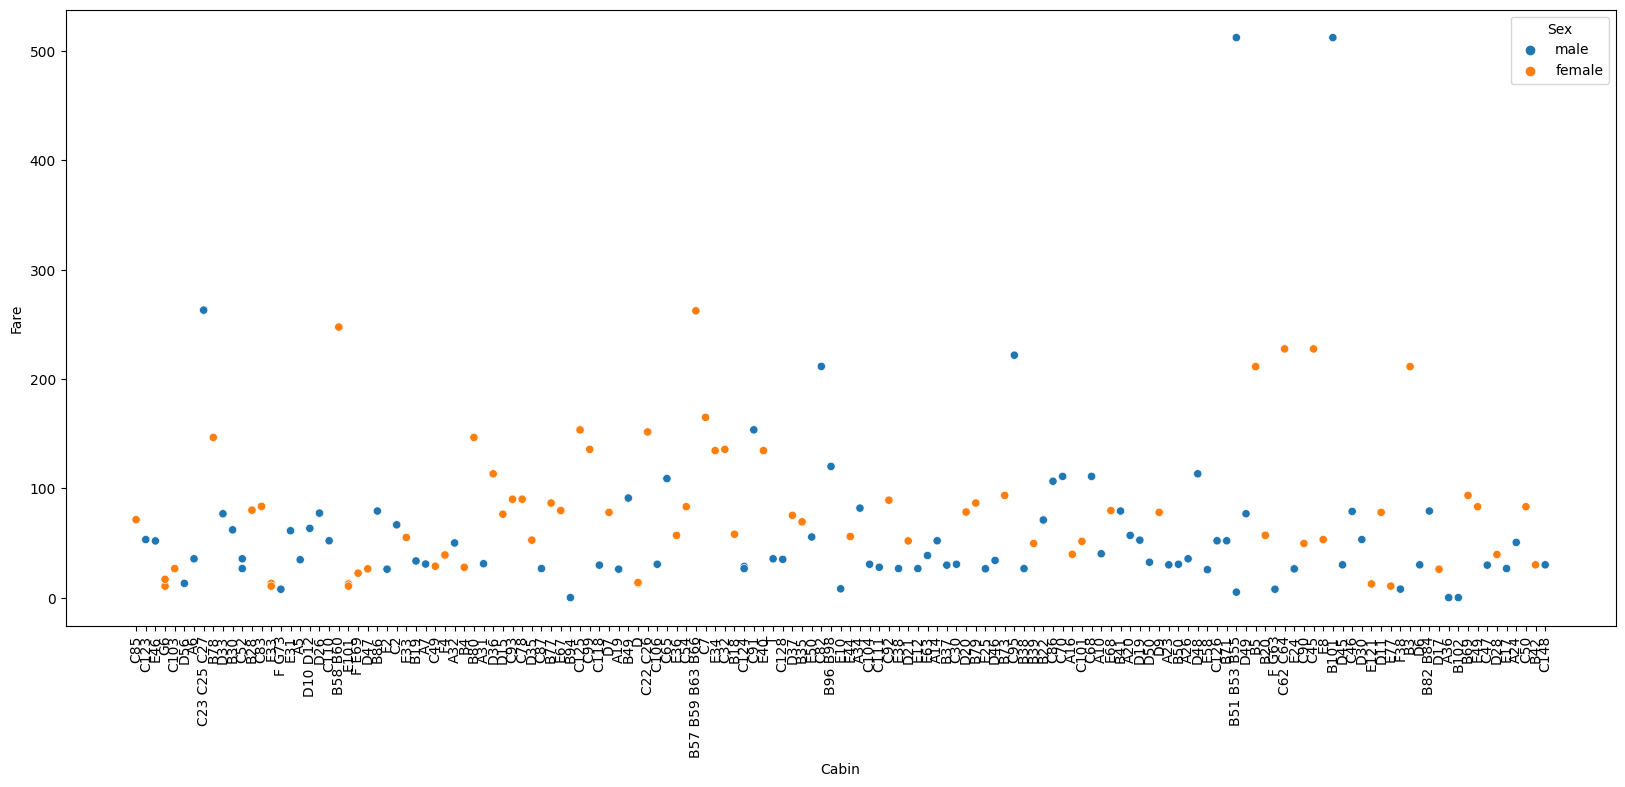 Sex
male
female
500
400
300
200
100
0
Fare
C85
C123
E46
G6
C103
D56
A6
C23 C25 C27
B78
D33
B30
C52
B28
C83
F33
F G73
E31
A5
D10 D12
D26
C110
B58 B60
E101
F E69
D47
B86
F2
C2
E33
B19
A7
C49
F4
A32
B4
B80
A31
D36
D15
C93
C78
D35
C87
B77
E67
B94
C125
C99
C118
D7
A19
B49
D
C22 C26
C106
C65
E36
C54
B57 B59 B63 B66
C7
E34
C32
B18
C124
C91
E40
T
C128
D37
B35
E50
C82
B96 B98
E10
E44
A34
C104
C111
C92
E38
D21
E12
E63
A14
B37
C30
D20
B79
E25
D46
B73
C95
B38
B39
B22
C86
C70
A16
C101
C68
A10
E68
B41
A20
D19
D50
D9
A23
B50
A26
D48
E58
C126
B71
B51 B53 B55
D49
B5
B20
F G63
C62 C64
E24
C90
C45
E8
B101
D45
C46
D30
E121
D11
E77
F38
B3
D6
B82 B84
D17
A36
B102
B69
E49
C47
D28
E17
A24
C50
B42
C148
Cabin